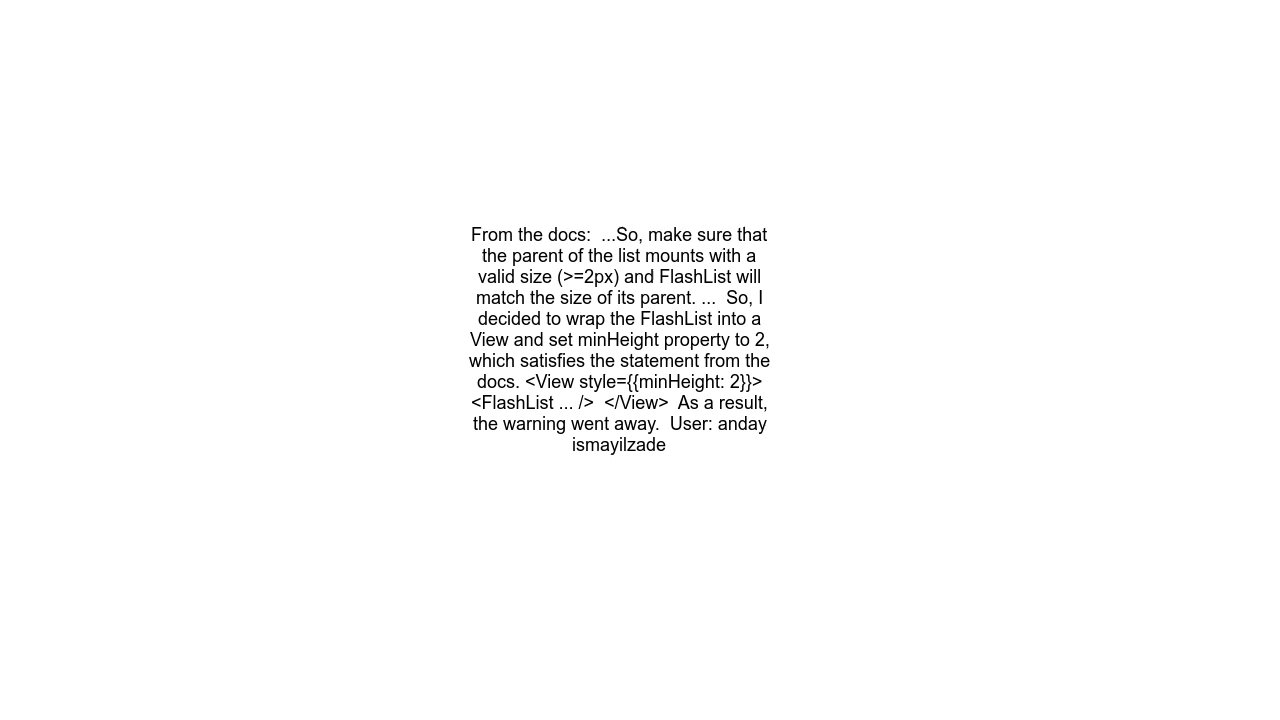 From the docs:  ...So, make sure that
the parent of the list mounts with a
valid size (>=2px) and FlashList will
match the size of its parent. ...  So, I
decided to wrap the FlashList into a
View and set minHeight property to 2,
which satisfies the statement from the
docs. <View style={{minHeight: 2}}>
<FlashList ... />  </View>  As a result,
the warning went away.  User: anday
ismayilzade